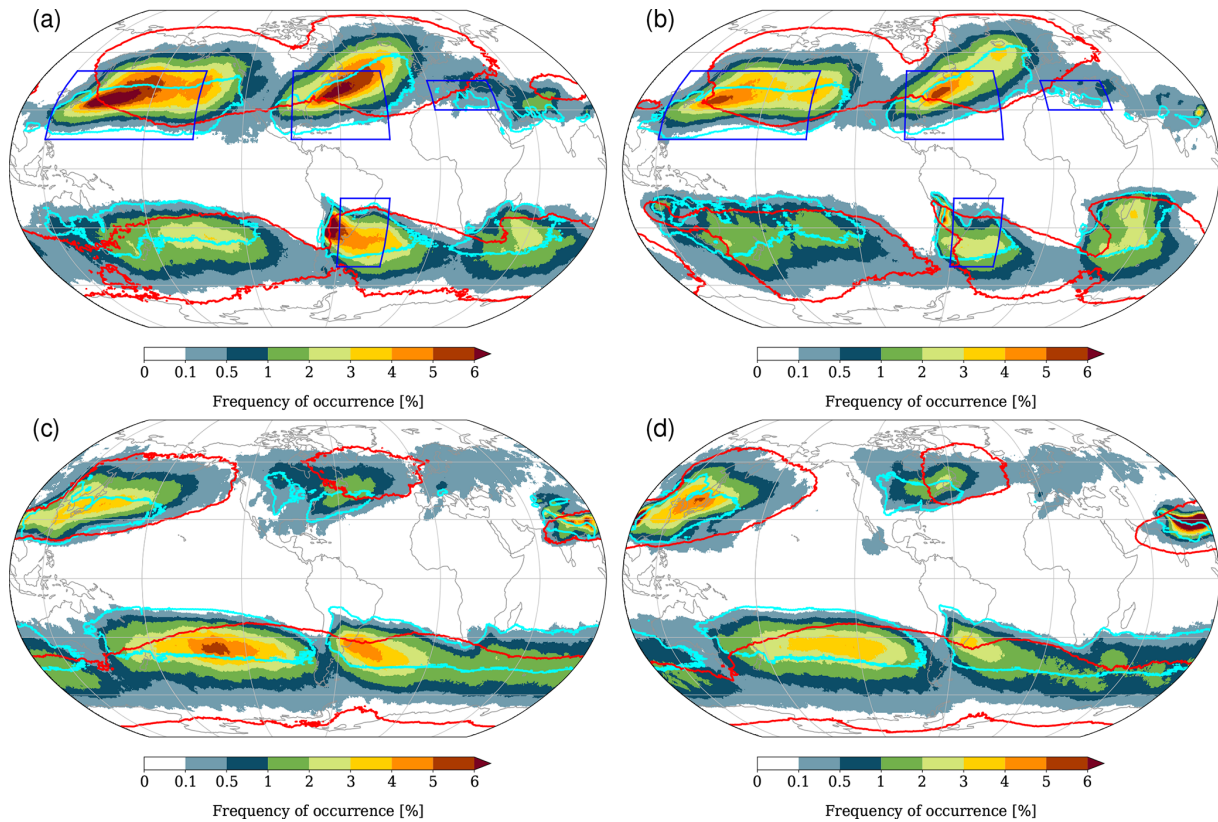 (a) (b)
0 0.1 0.5 1 2 3 4 5 6 0 0.1 0.5 1 2 3 4 5 6
Frequency of occurrence [%] Frequency of occurrence [%]
(c) (d)
0 0.1 0.5 1 2 3 4 5 6 0 0.1 0.5 1 2 3 4 5 6
Frequency of occurrence [%] Frequency of occurrence [%]